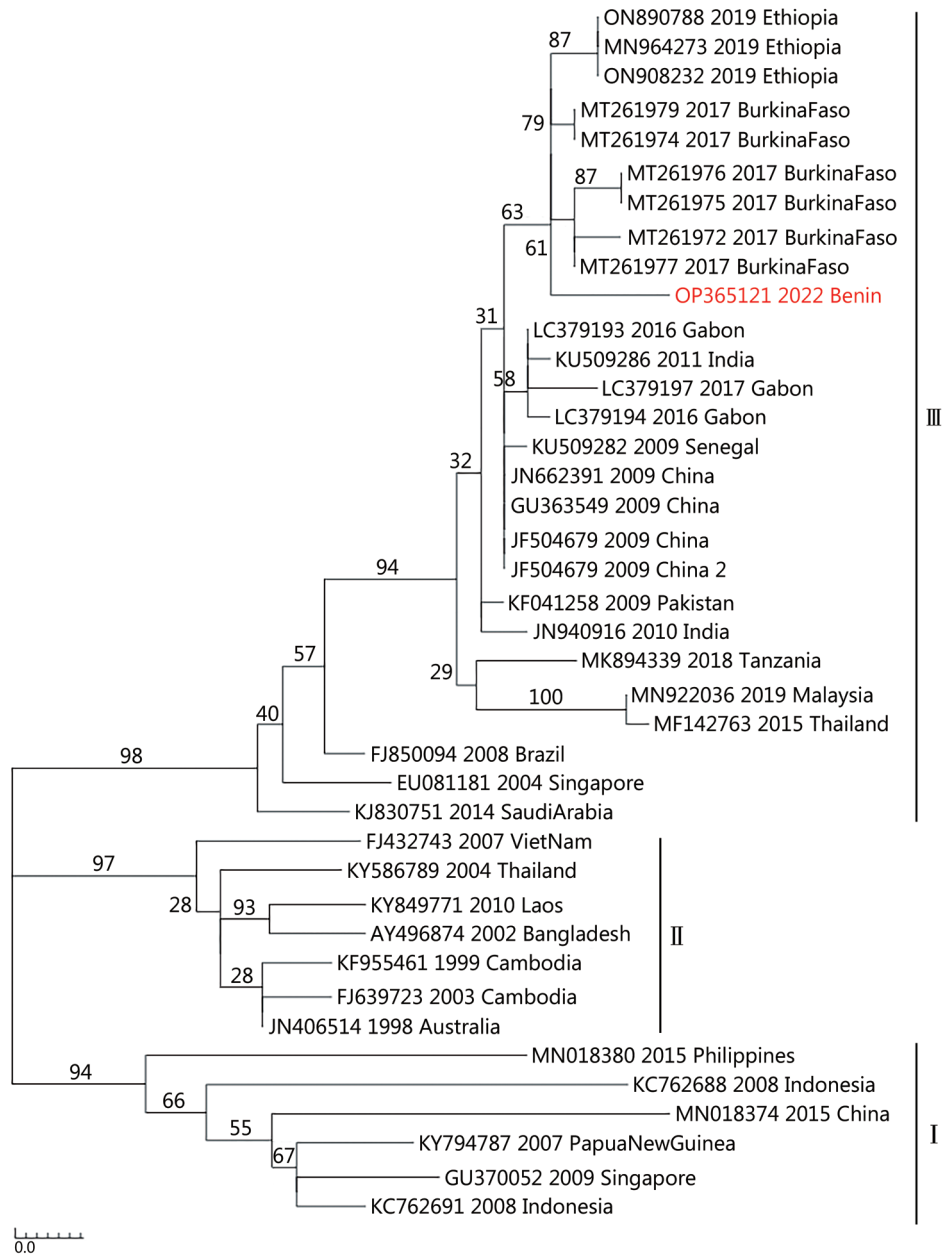 ON890788 2019 Ethiopia
87
MN964273 2019 Ethiopia
ON908232 2019 Ethiopia
MT261979 2017 BurkinaFaso
79
MT261974 2017 BurkinaFaso
87
MT261976 2017 BurkinaFaso
MT261975 2017 BurkinaFaso
63
MT261972 2017 BurkinaFaso
61
MT261977 2017 BurkinaFaso
OP365121 2022 Benin
31
LC379193 2016 Gabon
KU509286 2011 India
58
LC379197 2017 Gabon
LC379194 2016 Gabon
III
KU509282 2009 Senegal
32
JN662391 2009 China
GU363549 2009 China
JF504679 2009 China
94
JF504679 2009 China 2
KF041258 2009 Pakistan
JN940916 2010 India
57
MK894339 2018 Tanzania
29
100
MN922036 2019 Malaysia
40
MF142763 2015 Thailand
98
FJ850094 2008 Brazil
EU081181 2004 Singapore
KJ830751 2014 SaudiArabia
FJ432743 2007 VietNam
97
KY586789 2004 Thailand
28
93
KY849771 2010 Laos
AY496874 2002 Bangladesh
II
KF955461 1999 Cambodia
28
FJ639723 2003 Cambodia
JN406514 1998 Australia
MN018380 2015 Philippines
94
KC762688 2008 Indonesia
66
MN018374 2015 China
55
I
KY794787 2007 PapuaNewGuinea
67
GU370052 2009 Singapore
KC762691 2008 Indonesia
0.0